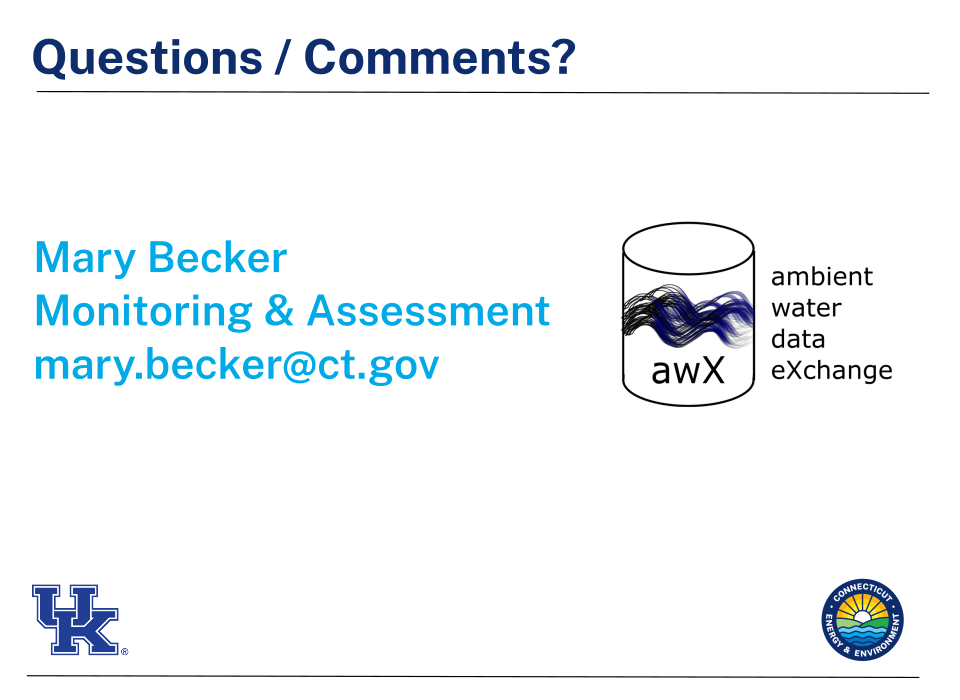 Questions / Comments?
Mary Becker
Monitoring & Assessment
mary.becker@ct.gov
awX
ambient
water
data
eXchange
UK®
CONNECTICUT
ENERGY & ENVIRONMENT